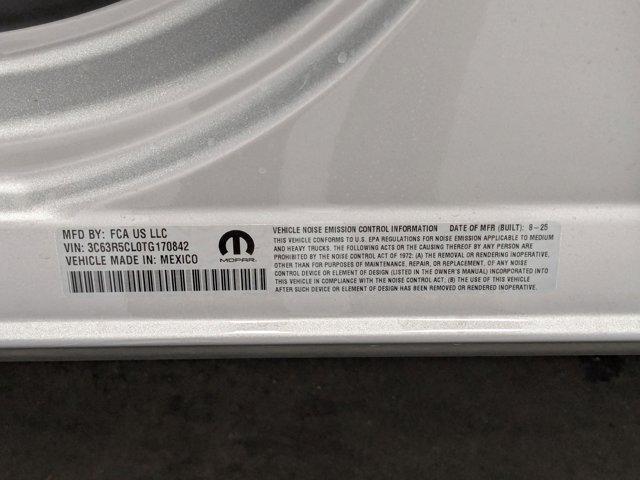 MFD BY: FCA US LLC
VIN: 3C63R5CL0TG170842
VEHICLE MADE IN: MEXICO
MOPAR
VEHICLE NOISE EMISSION CONTROL INFORMATION DATE OF MFR (BUILT): 8-25
THIS VEHICLE CONFORMS TO U.S. EPA REGULATIONS FOR NOISE EMISSION APPLICABLE TO MEDIUM
AND HEAVY TRUCKS. THE FOLLOWING ACTS OR THE CAUSING THEREOF BY ANY PERSON
ARE PROHIBITED BY THE NOISE CONTROL ACT OF 1972: (A) THE REMOVAL OR RENDERING INOPERATIVE,
OTHER THAN FOR PURPOSES OF MAINTENANCE, REPAIR, OR REPLACEMENT, OF ANY NOISE
CONTROL DEVICE OR ELEMENT OF DESIGN (LISTED IN THE OWNER'S MANUAL) INCORPORATED INTO
THIS VEHICLE IN COMPLIANCE WITH THE NOISE CONTROL ACT; (B) THE USE OF THIS VEHICLE
AFTER SUCH DEVICE OR ELEMENT OF DESIGN HAS BEEN REMOVED OR RENDERED INOPERATIVE.